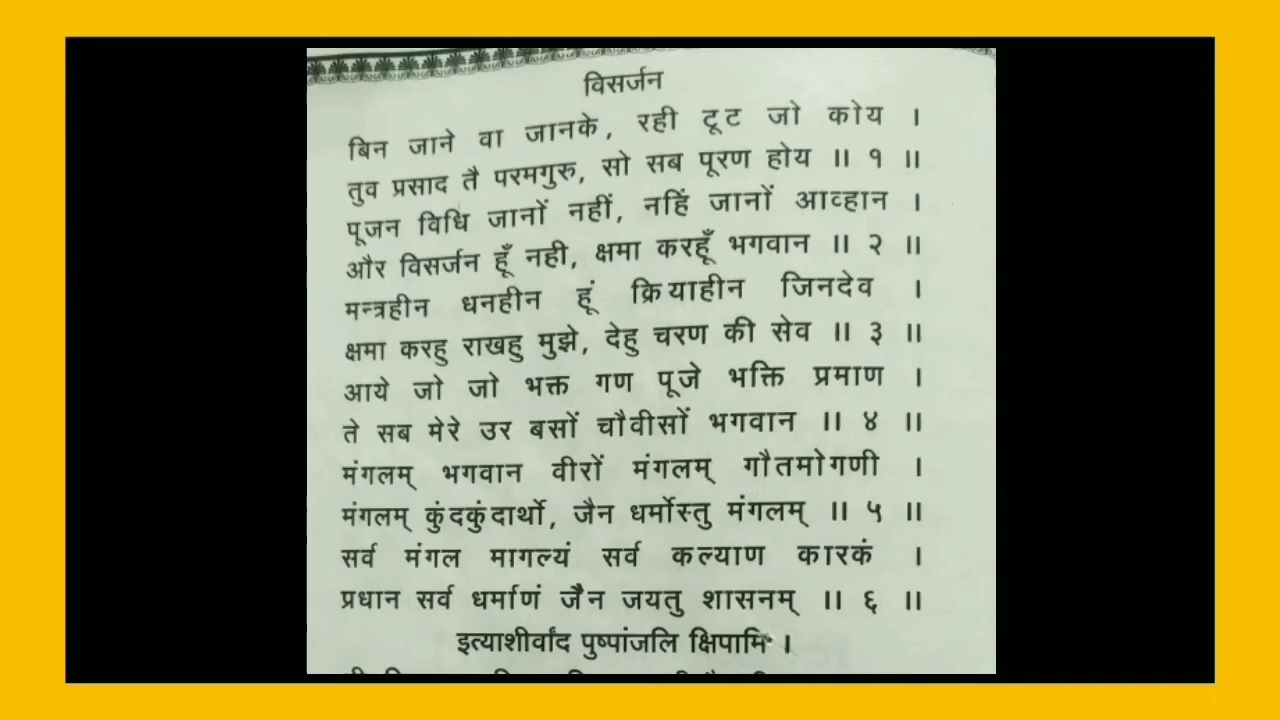 विसर्जन
बिन जाने वा जानके, रही टूट जो कोय ।
तुव प्रसाद तै परमगुरु, सो सब पूरण होय ॥ १ ॥
पूजन विधि जानों नहीं, नहिं जानों आव्हान ।
और विसर्जन हूँ नही, क्षमा करहूँ भगवान ॥ २ ॥
मन्त्रहीन धनहीन हूं क्रियाहीन जिनदेव ।
क्षमा करहु राखहु मुझे, देहु चरण की सेव ॥ ३ ॥
आये जो जो भक्त गण पूजे भक्ति प्रमाण ।
ते सब मेरे उर बसों चौवीसों भगवान ॥ ४ ॥
मंगलम् भगवान वीरों मंगलम् गौतमोगणी ।
मंगलम् कुंदकुंदार्थो, जैन धर्मोस्तु मंगलम् ॥ ५ ॥
सर्व मंगल मागल्यं सर्व कल्याण कारकं ।
प्रधान सर्व धर्माणं जैन जयतु शासनम् ॥ ६ ॥
इत्याशीर्वांद पुष्पांजलि क्षिपामि ।